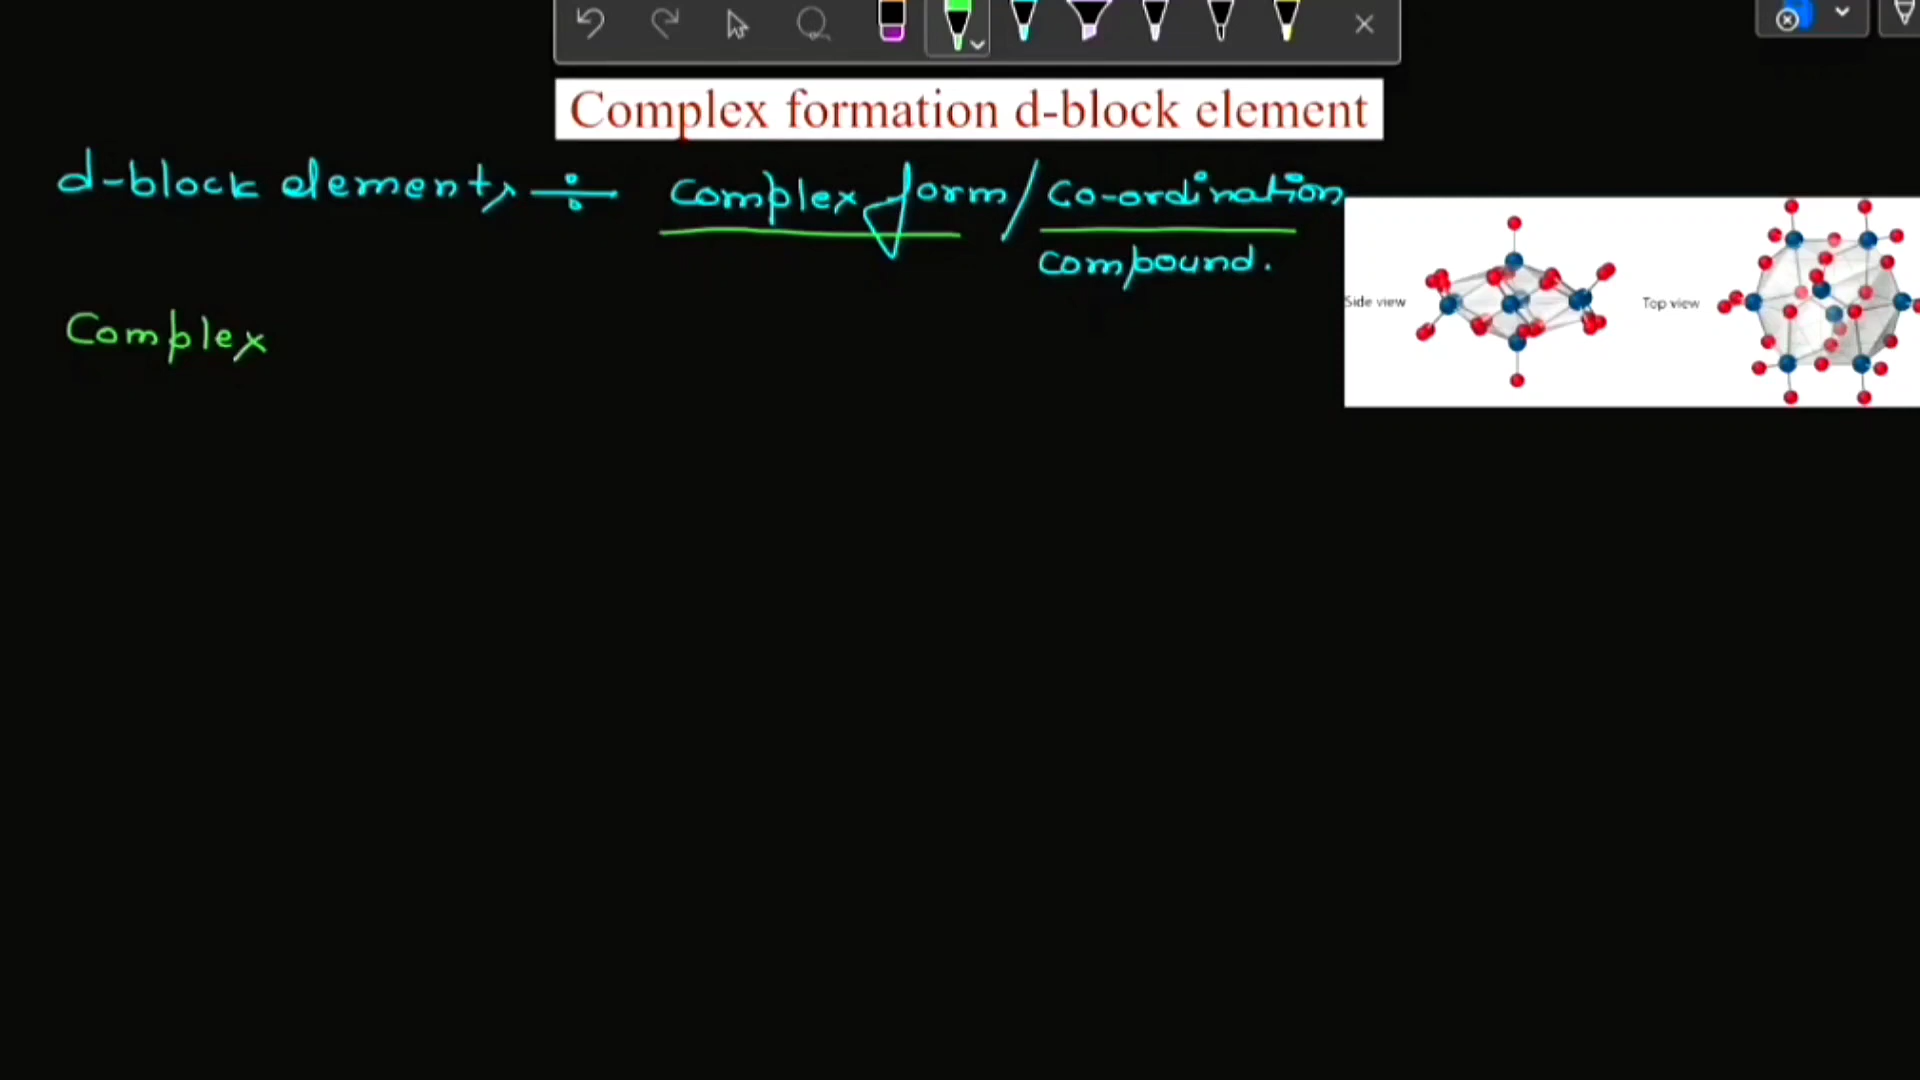 Complex formation d-block element
d-block elements ÷ Complex form / Co-ordination
compound.
Side view
Top view
Complex